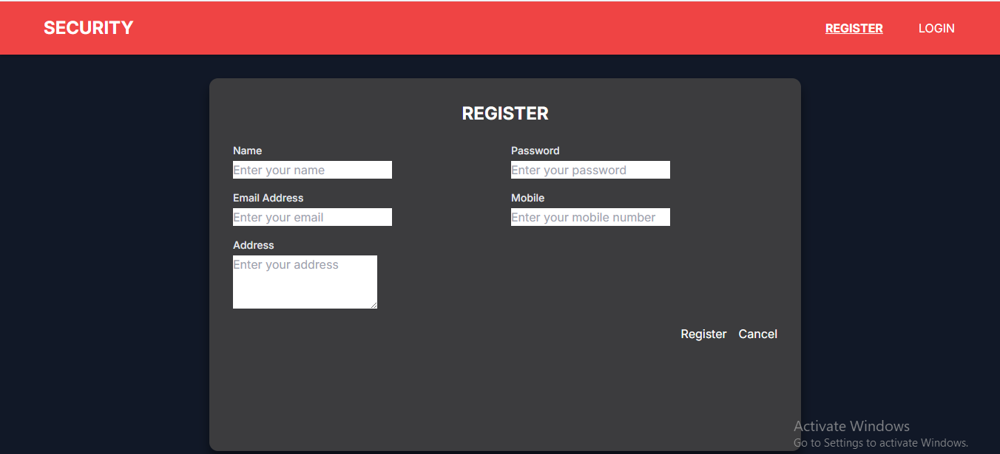 SECURITY
REGISTER LOGIN
REGISTER
Name
Enter your name
Password
Enter your password
Email Address
Enter your email
Mobile
Enter your mobile number
Address
Enter your address
Register Cancel
Activate Windows
Go to Settings to activate Windows.